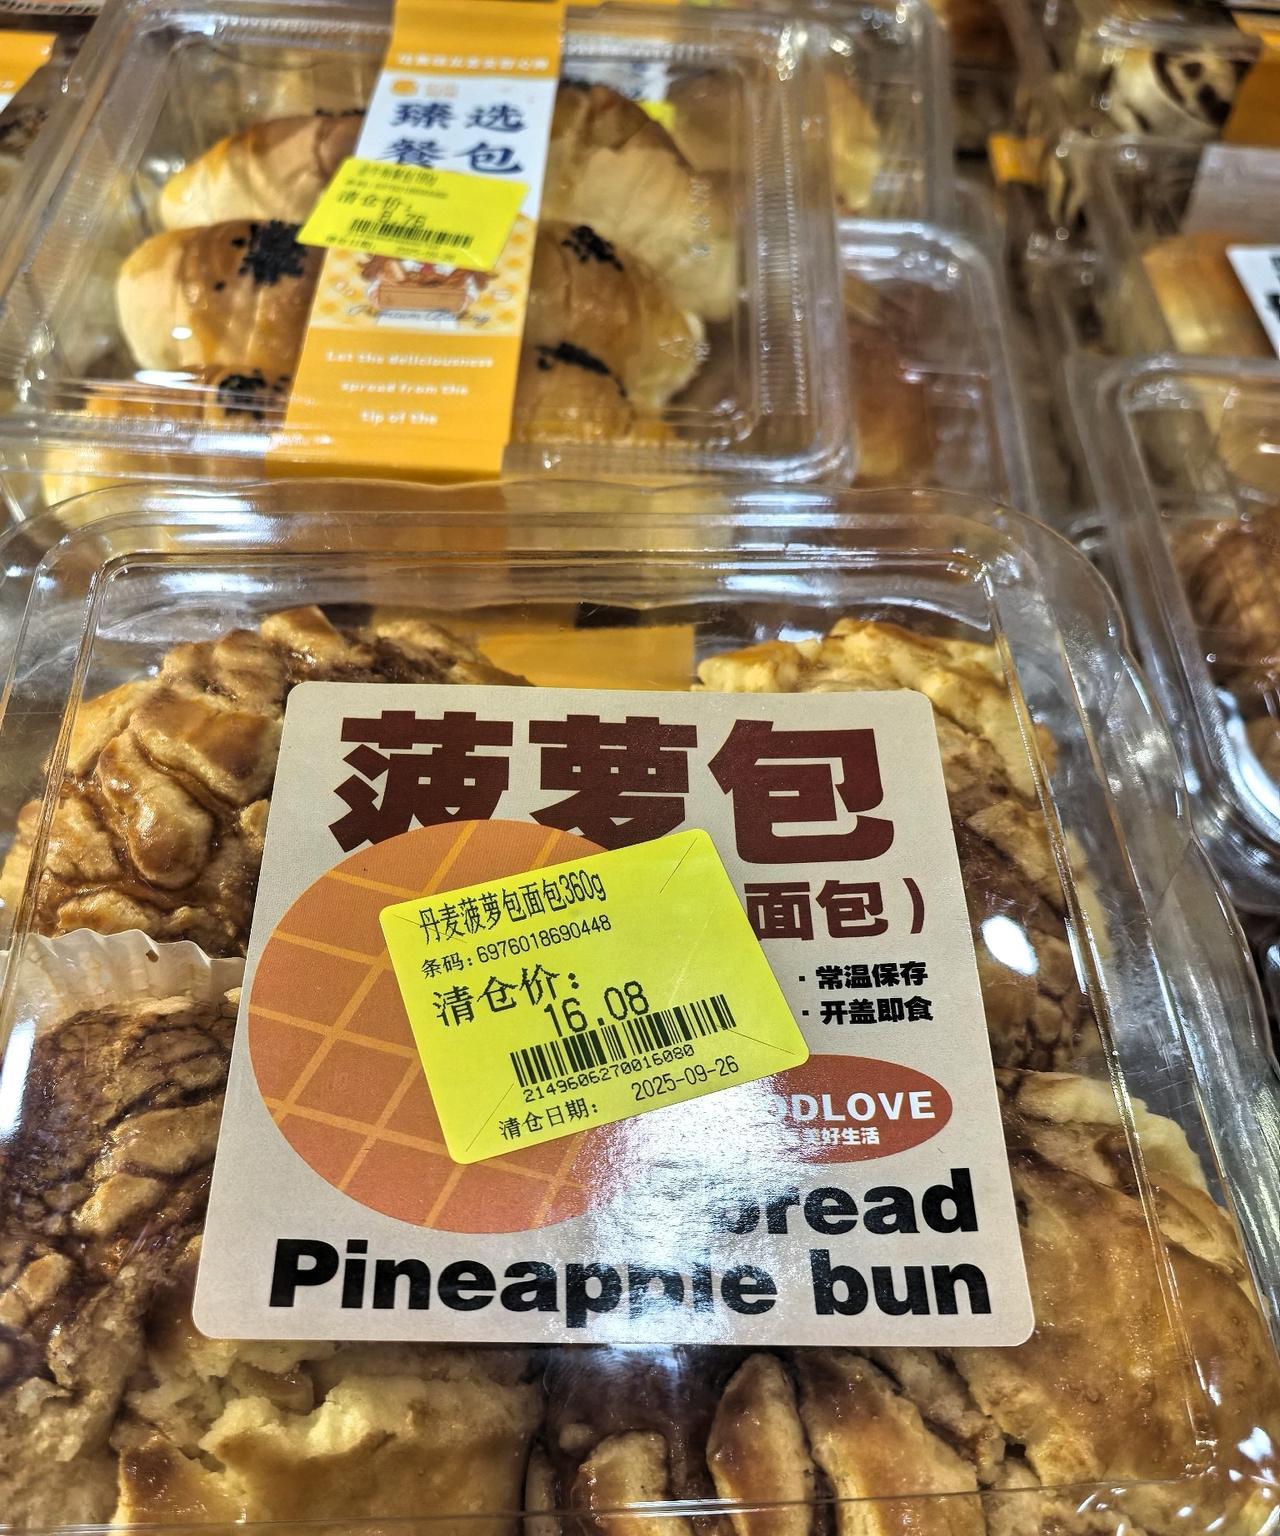 臻选
餐包
清仓价:
Premium Baking
Let the deliciousness
spread from the
tip of the
菠萝包
面包)
丹麦菠萝包面包360g
条码:6976018690448
清仓价:
16.08
2149606270016080
清仓日期: 2025-09-26
·常温保存
·开盖即食
ODLOVE
美好生活
bread
Pineapple bun